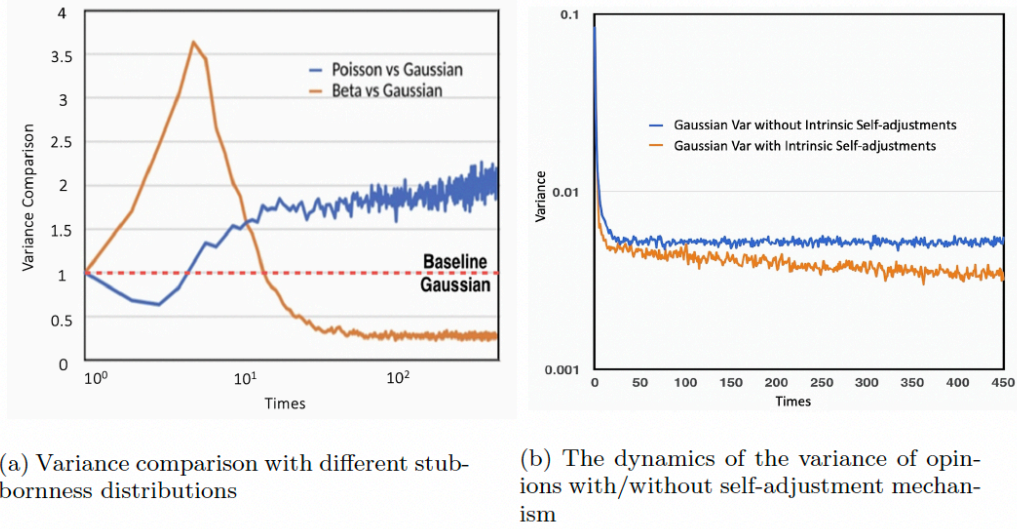 4
3.5
3
2.5
2
1.5
1
0.5
0
Variance Comparison
Poisson vs Gaussian
Beta vs Gaussian
Baseline
Gaussian
10⁰
10¹
10²
Times
0.1
0.01
0.001
Variance
Gaussian Var without Intrinsic Self-adjustments
Gaussian Var with Intrinsic Self-adjustments
0 50 100 150 200 250 300 350 400 450
Times
(a) Variance comparison with different stub-
bornness distributions
(b) The dynamics of the variance of opin-
ions with/without self-adjustment mechan-
ism